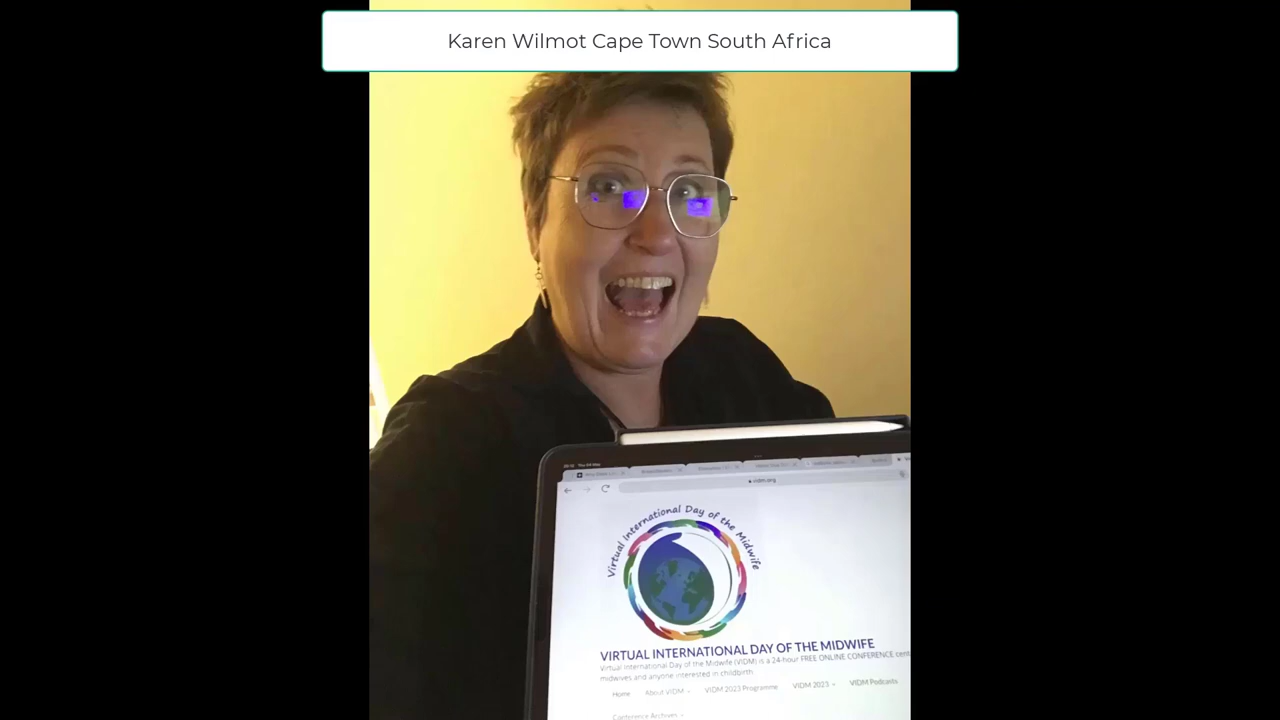 Karen Wilmot Cape Town South Africa
vidm.org
Virtual International Day of the Midwife
VIRTUAL INTERNATIONAL DAY OF THE MIDWIFE
Virtual International Day of the Midwife (VIDM) is a 24-hour FREE ONLINE CONFERENCE
midwives and anyone interested in childbirth
Home About VIDM VIDM 2023 Programme VIDM 2023 VIDM Podcasts
Conference Archives